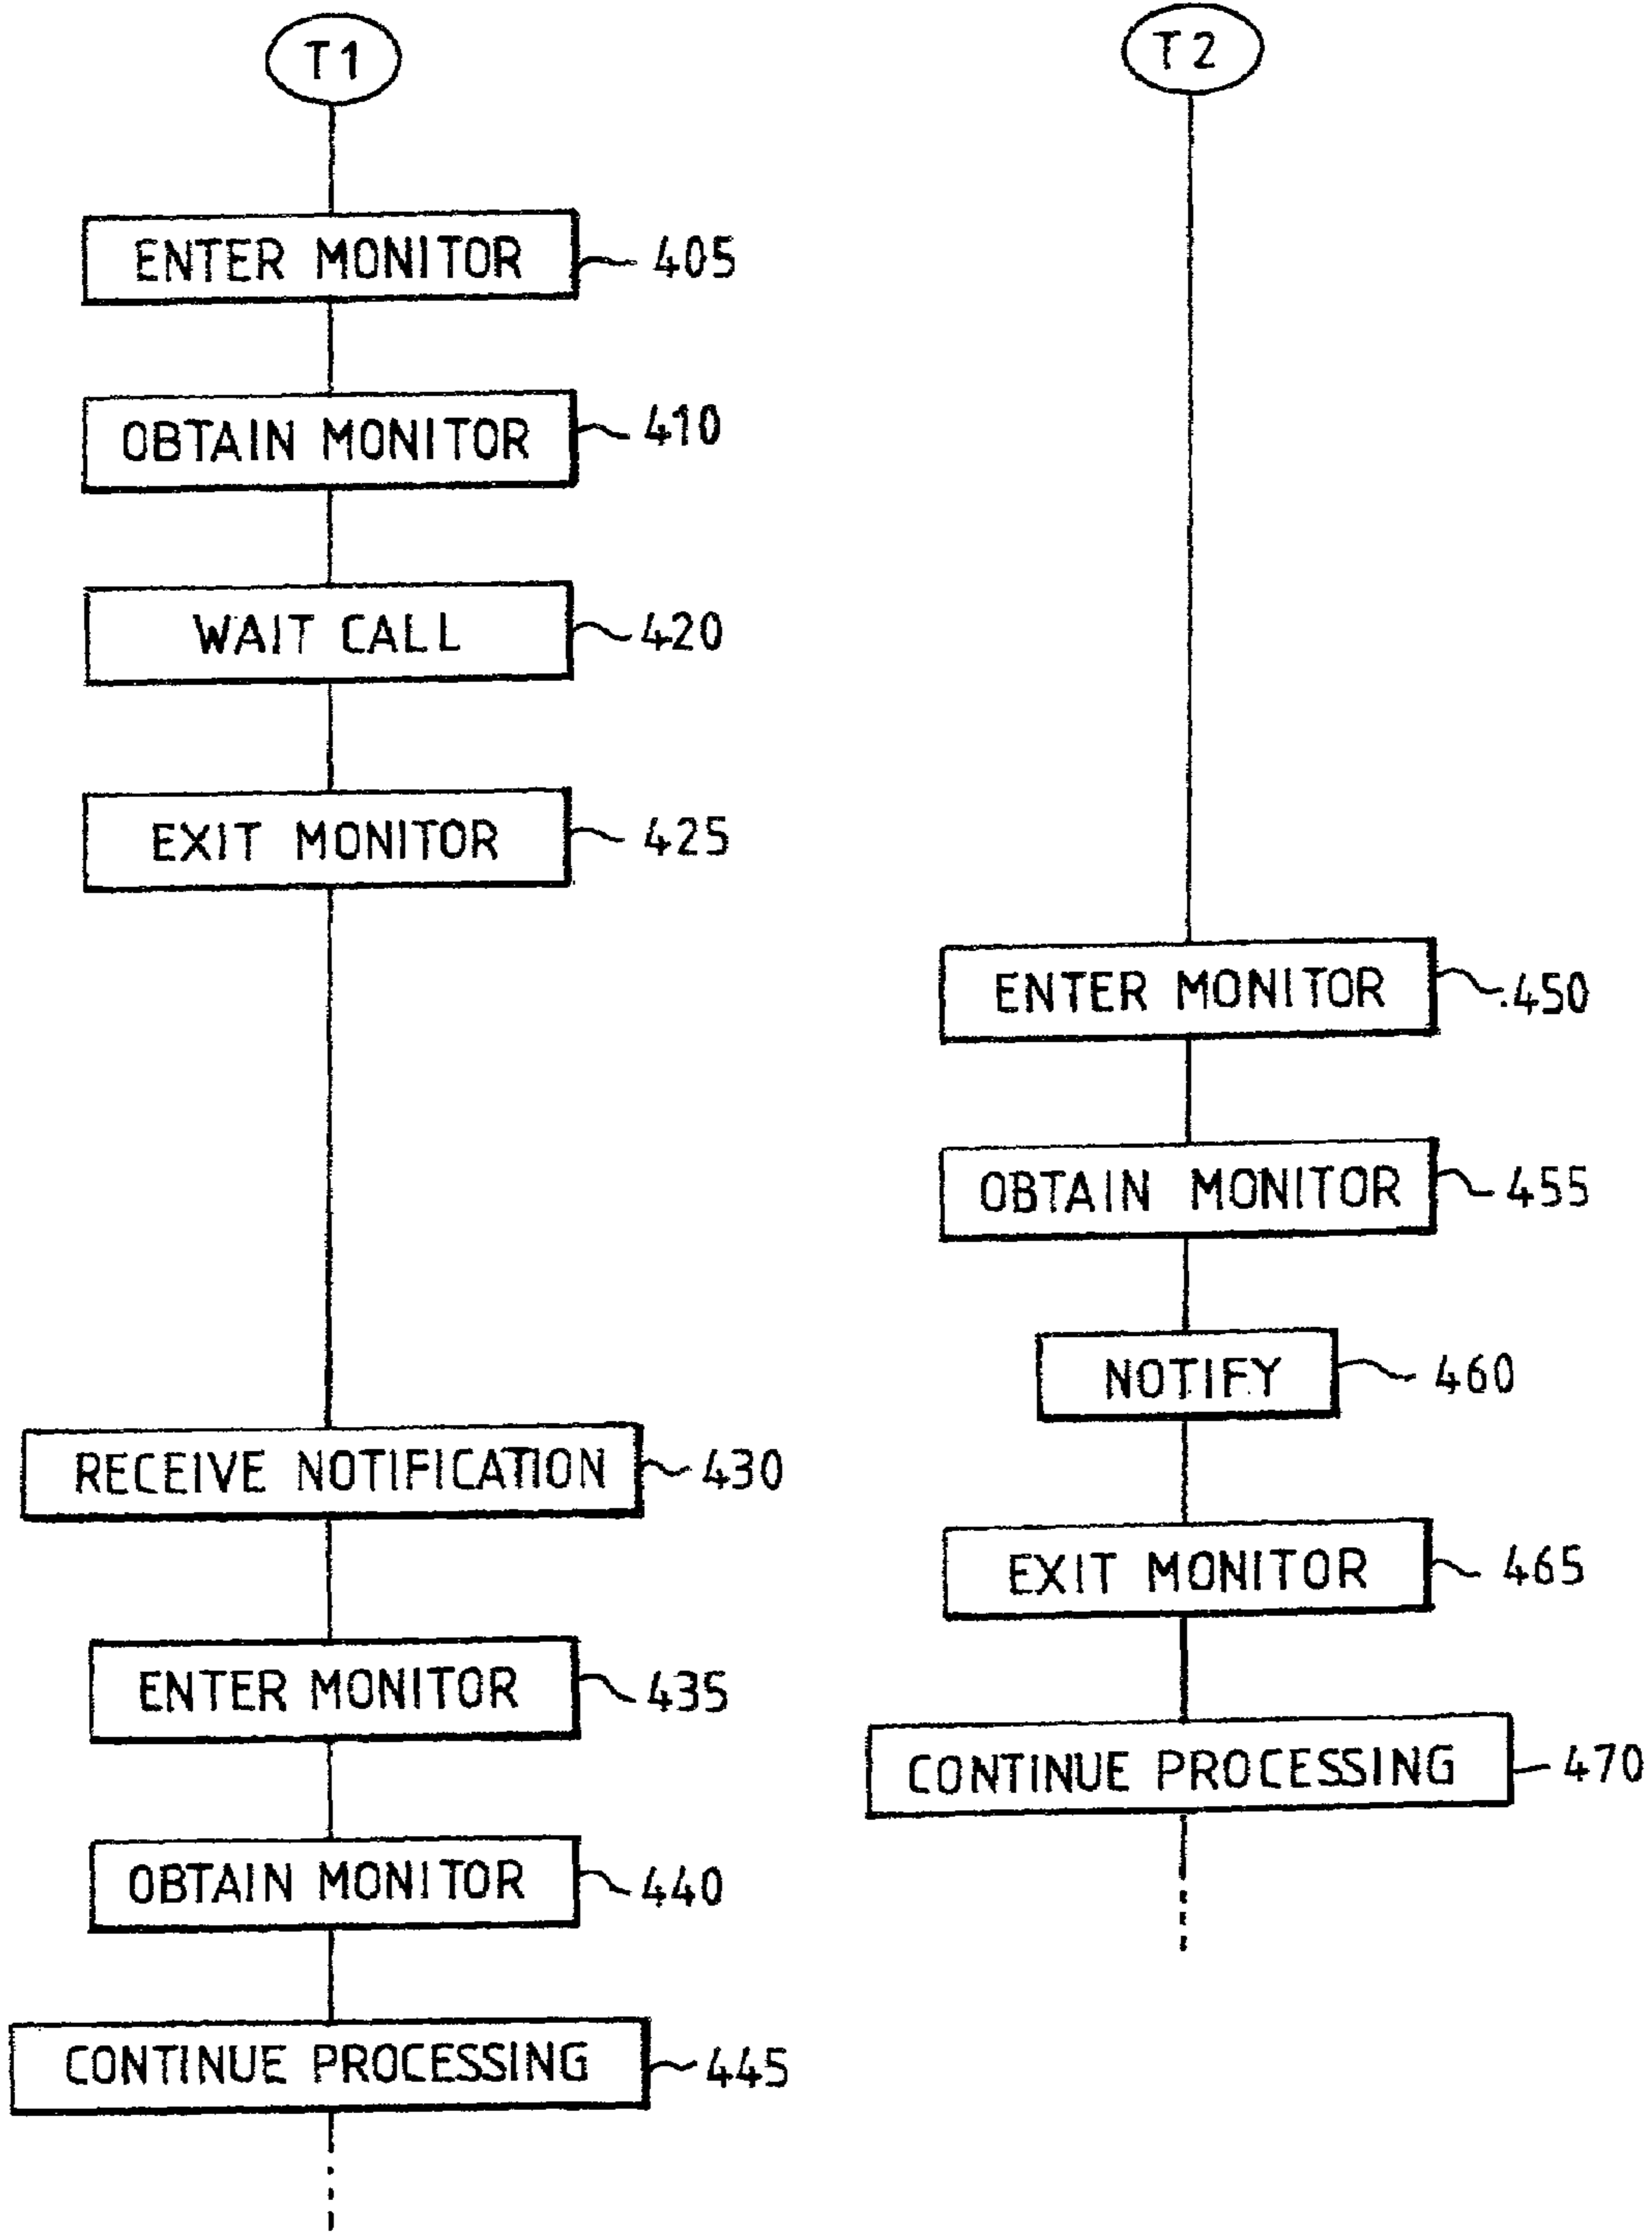 T1
ENTER MONITOR 405
OBTAIN MONITOR 410
WAIT CALL 420
EXIT MONITOR 425
RECEIVE NOTIFICATION 430
ENTER MONITOR 435
OBTAIN MONITOR 440
CONTINUE PROCESSING 445
T2
ENTER MONITOR 450
OBTAIN MONITOR 455
NOTIFY 460
EXIT MONITOR 465
CONTINUE PROCESSING 470